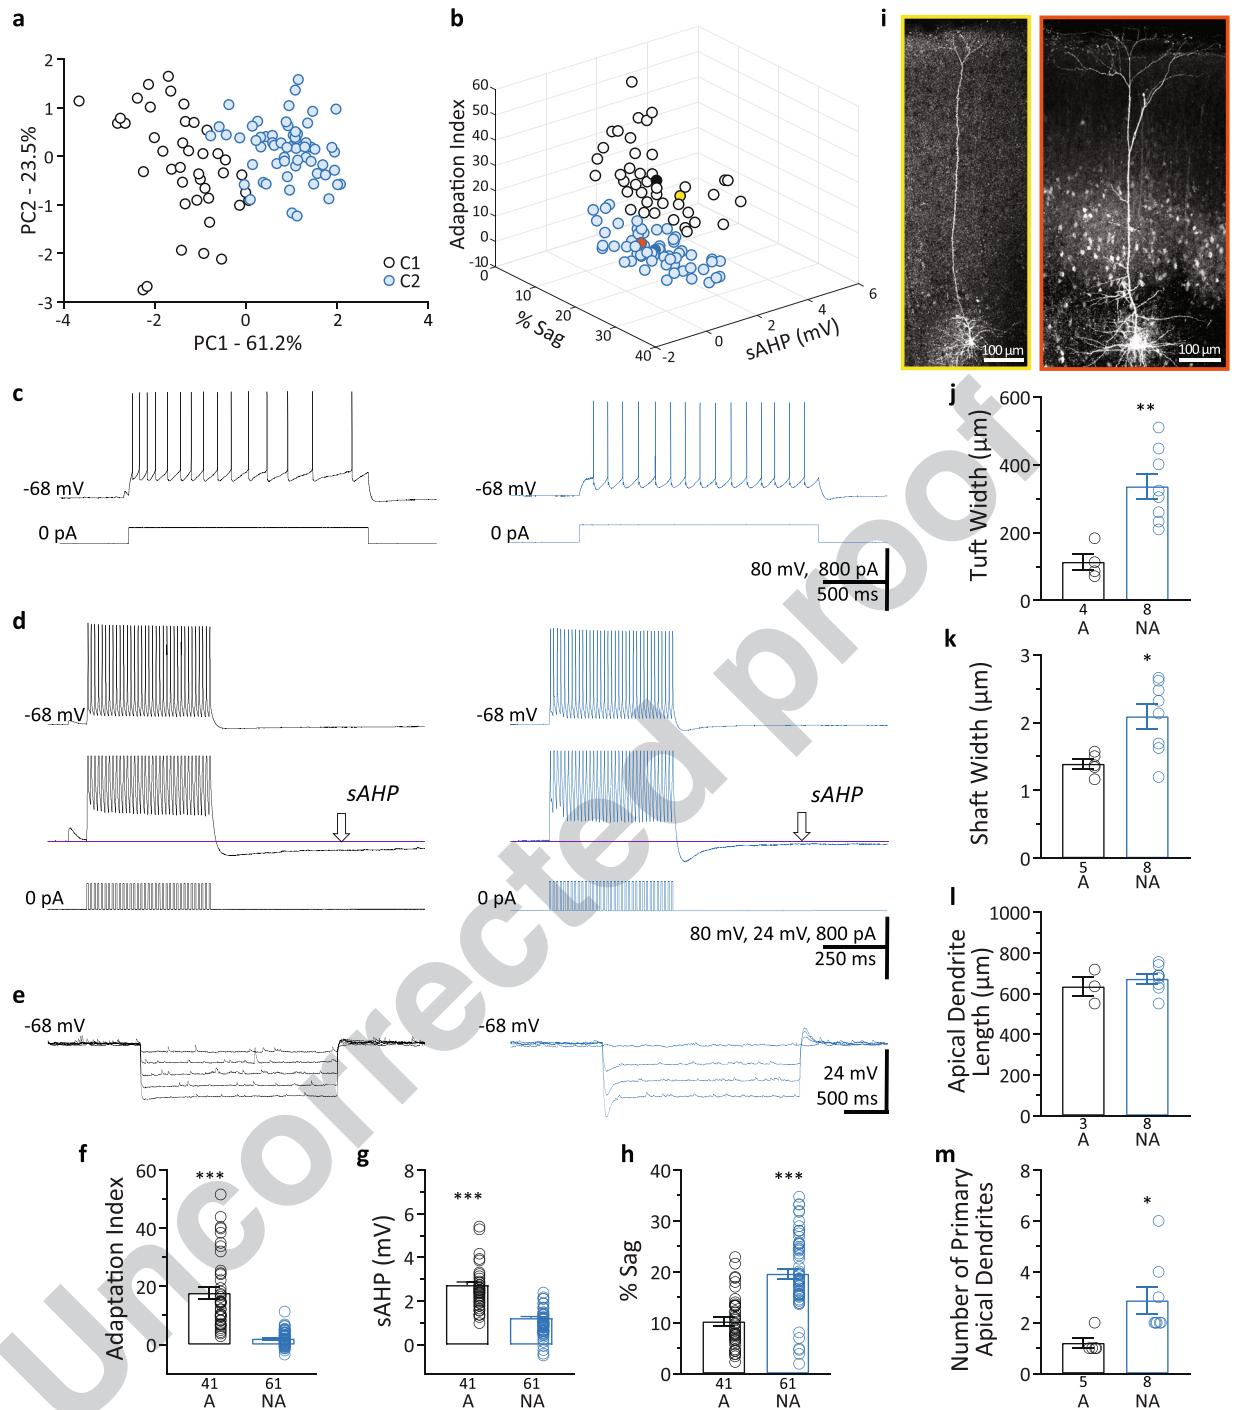 a
2
1
0
-1
-2
-3
PC2 - 23.5%
-4
-2
0
2
4
PC1 - 61.2%
C1
C2
b
60
50
40
30
20
10
0
-10
Adapation Index
0
10
20
30
40
% Sag
-2
0
2
4
6
sAHP (mV)
i
100 µm
100 µm
c
-68 mV
0 pA
-68 mV
0 pA
80 mV, 800 pA
500 ms
d
-68 mV
sAHP
0 pA
-68 mV
sAHP
0 pA
80 mV, 24 mV, 800 pA
250 ms
e
-68 mV
-68 mV
24 mV
500 ms
f
60
40
20
0
Adaptation Index
***
41
61
A
NA
g
8
6
4
2
0
sAHP (mV)
***
41
61
A
NA
h
40
30
20
10
0
% Sag
***
41
61
A
NA
j
600
400
200
0
Tuft Width (µm)
**
4
8
A
NA
k
3
2
1
0
Shaft Width (µm)
*
5
8
A
NA
l
1000
800
600
400
200
0
Apical Dendrite
Length (µm)
3
8
A
NA
m
8
6
4
2
0
Number of Primary
Apical Dendrites
*
5
8
A
NA
Uncorrected proof